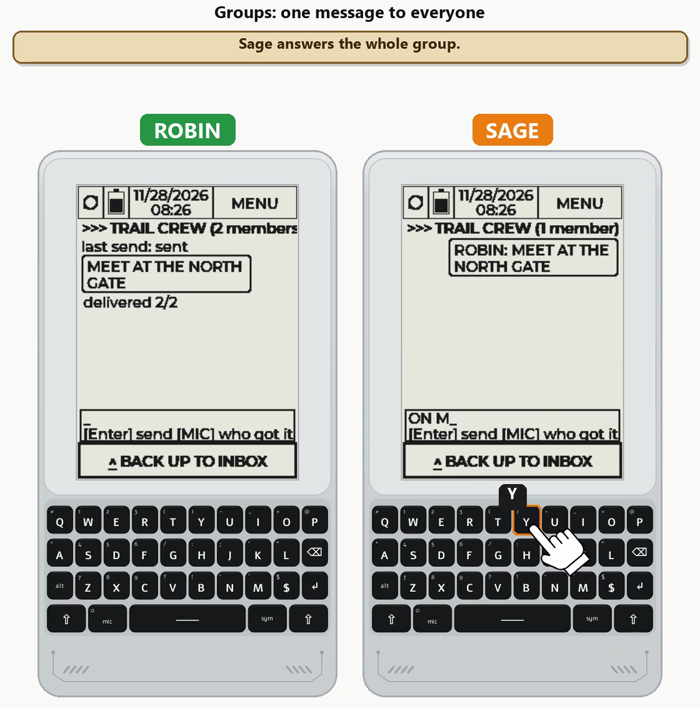 Groups: one message to everyone
Sage answers the whole group.
ROBIN
11/28/2026
08:26
MENU
>>> TRAIL CREW (2 members
last send: sent
MEET AT THE NORTH
GATE
delivered 2/2
_
[Enter] send [MIC] who got it
^ BACK UP TO INBOX
Q W E R T Y U I O P
A S D F G H J K L
alt Z X C V B N M $
mic sym
SAGE
11/28/2026
08:26
MENU
>>> TRAIL CREW (1 member)
ROBIN: MEET AT THE
NORTH GATE
ON M_
[Enter] send [MIC] who got it
^ BACK UP TO INBOX
Y
Q W E R T Y U I O P
A S D F G H L
alt Z X C V B N M $
mic sym